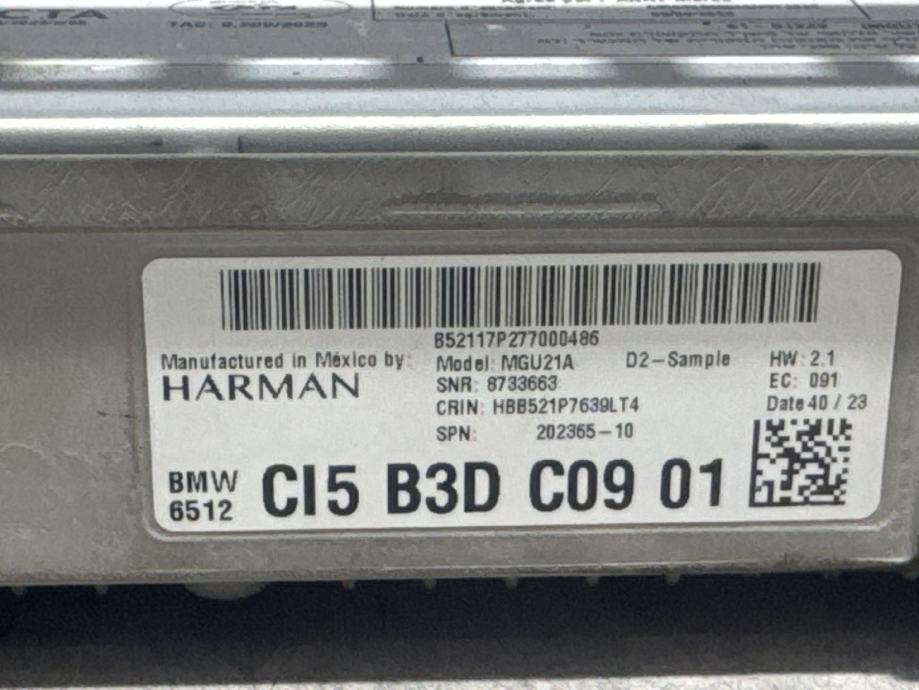 CTA
B52117P277000486
Manufactured in México by:
HARMAN
Model: MGU21A D2-Sample HW: 2.1
SNR: 8733663 EC: 091
CRIN: HBB521P7639LT4 Date 40 / 23
SPN: 202365-10
BMW
6512
CI5 B3D C09 01